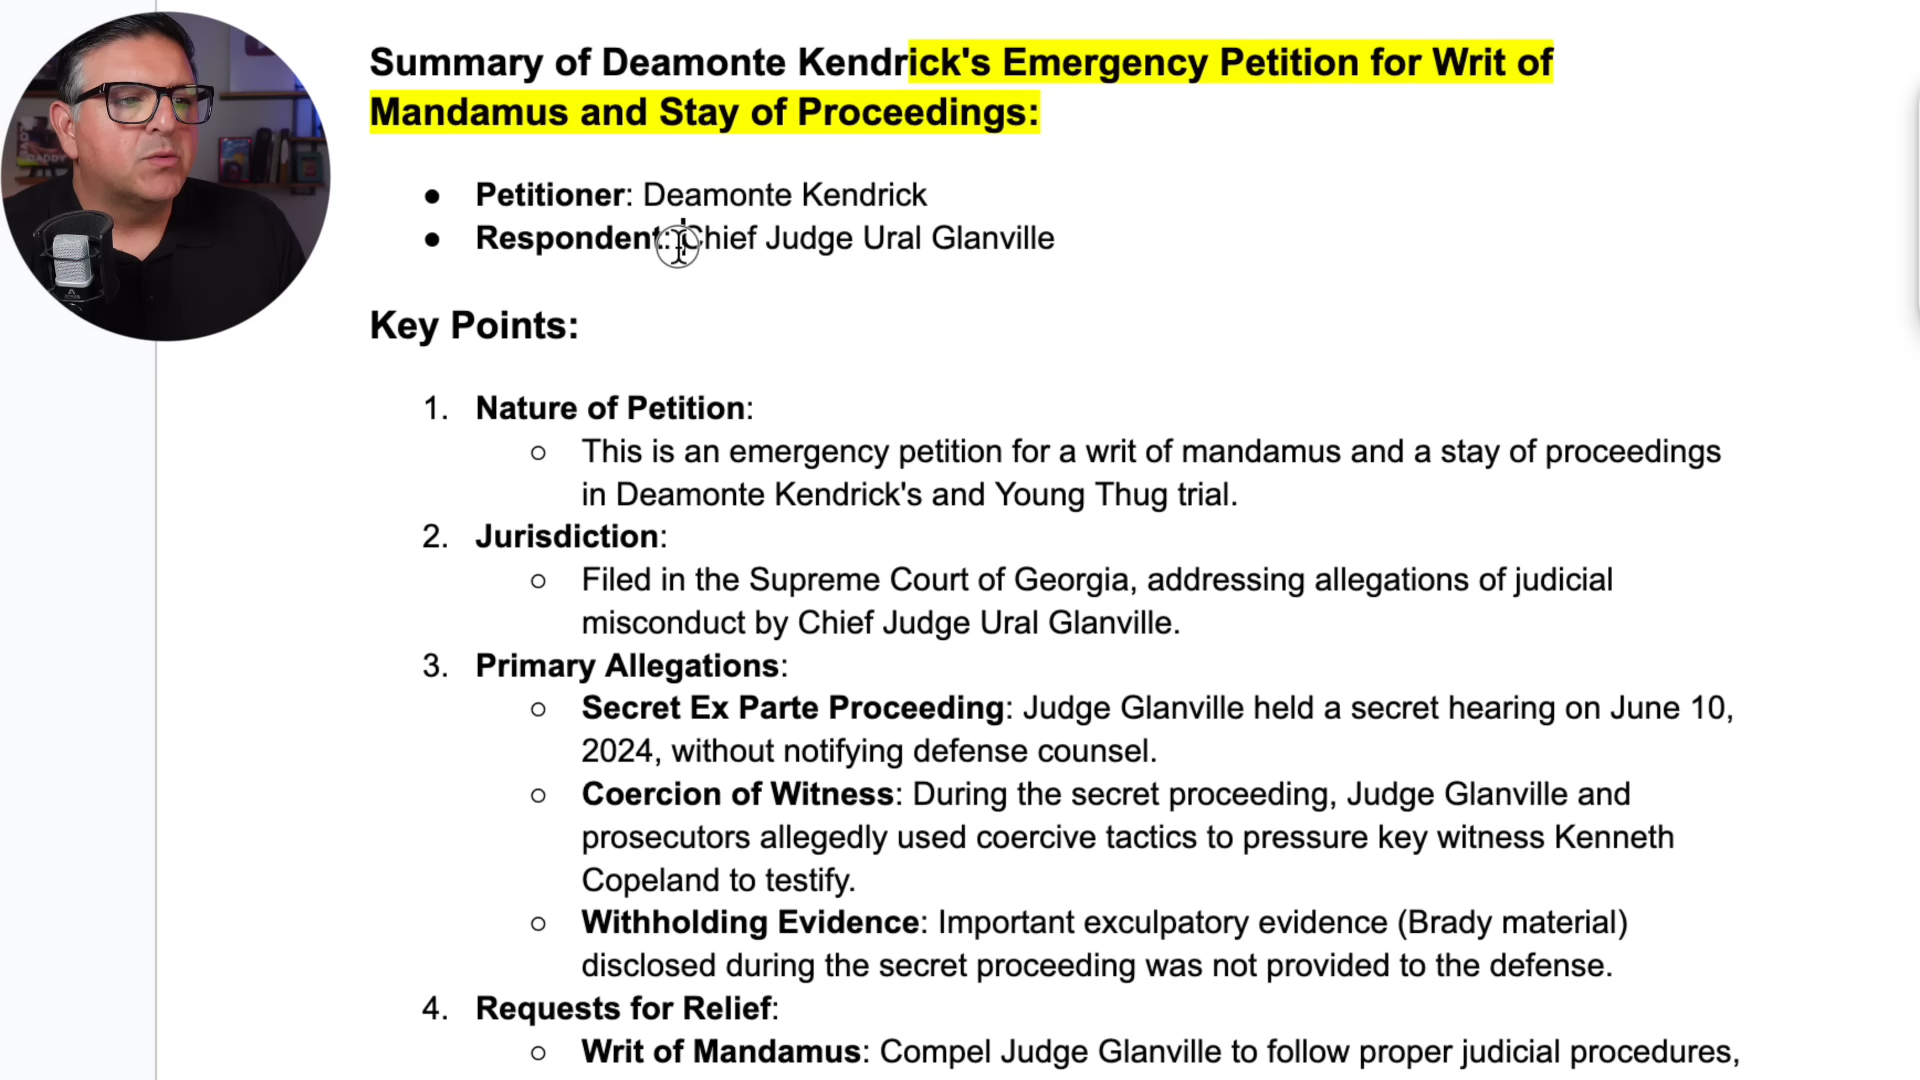 Summary of Deamonte Kendrick's Emergency Petition for Writ of
Mandamus and Stay of Proceedings:
● Petitioner: Deamonte Kendrick
● Respondent: Chief Judge Ural Glanville
Key Points:
1. Nature of Petition:
○ This is an emergency petition for a writ of mandamus and a stay of proceedings
in Deamonte Kendrick's and Young Thug trial.
2. Jurisdiction:
○ Filed in the Supreme Court of Georgia, addressing allegations of judicial
misconduct by Chief Judge Ural Glanville.
3. Primary Allegations:
○ Secret Ex Parte Proceeding: Judge Glanville held a secret hearing on June 10,
2024, without notifying defense counsel.
○ Coercion of Witness: During the secret proceeding, Judge Glanville and
prosecutors allegedly used coercive tactics to pressure key witness Kenneth
Copeland to testify.
○ Withholding Evidence: Important exculpatory evidence (Brady material)
disclosed during the secret proceeding was not provided to the defense.
4. Requests for Relief:
○ Writ of Mandamus: Compel Judge Glanville to follow proper judicial procedures,
DADDY